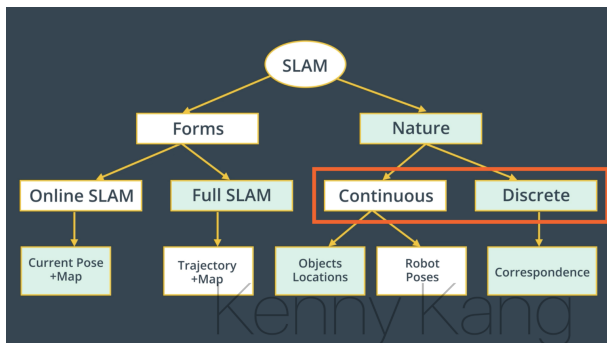 SLAM
Forms
Nature
Online SLAM
Full SLAM
Continuous
Discrete
Current Pose
+Map
Trajectory
+Map
Objects
Locations
Robot
Poses
Correspondence
Kenny Kang